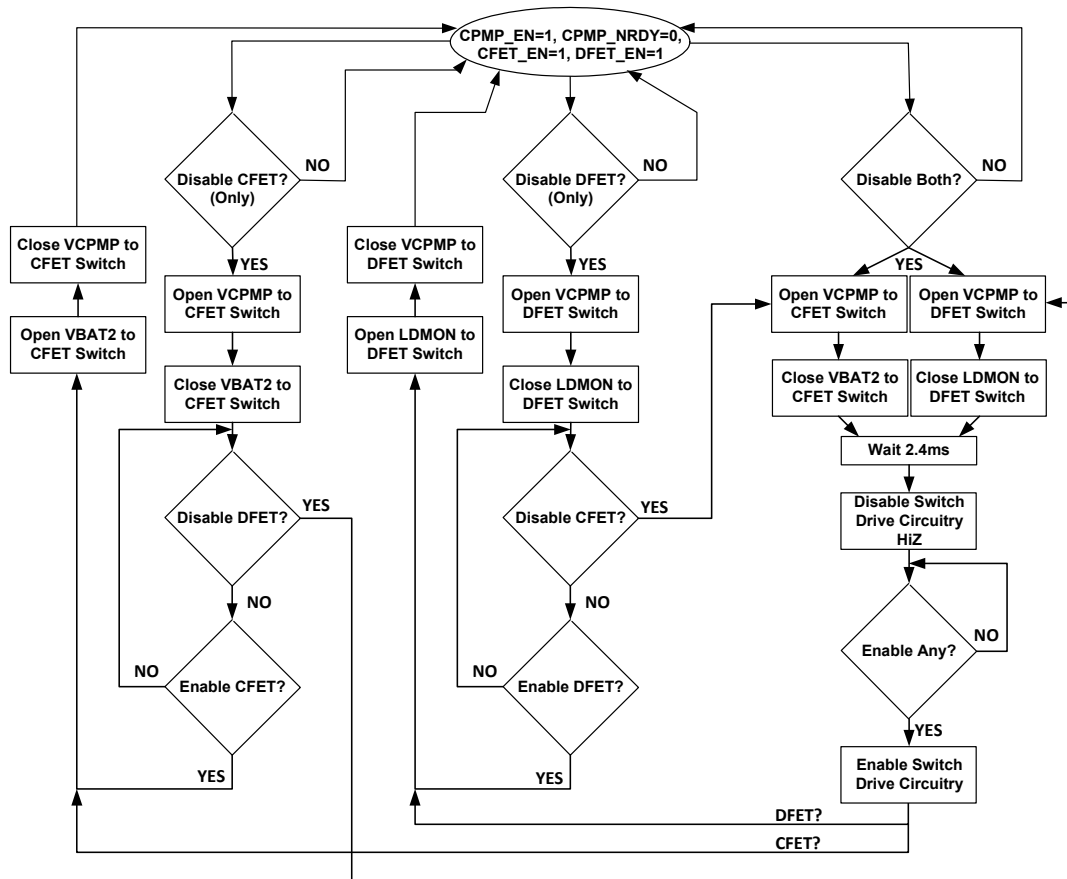 CPMP_EN=1, CPMP_NRDY=0,
CFET_EN=1, DFET_EN=1
Disable CFET?
(Only)
NO
YES
Close VCPMP to
CFET Switch
Open VBAT2 to
CFET Switch
Open VCPMP to
CFET Switch
Close VBAT2 to
CFET Switch
Disable DFET?
YES
NO
Enable CFET?
NO
YES
Disable DFET?
(Only)
NO
YES
Close VCPMP to
DFET Switch
Open LDMON to
DFET Switch
Open VCPMP to
DFET Switch
Close LDMON to
DFET Switch
Disable CFET?
YES
NO
Enable DFET?
NO
YES
Disable Both?
NO
YES
Open VCPMP to
CFET Switch
Open VCPMP to
DFET Switch
Close VBAT2 to
CFET Switch
Close LDMON to
DFET Switch
Wait 2.4ms
Disable Switch
Drive Circuitry
HiZ
Enable Any?
NO
YES
Enable Switch
Drive Circuitry
DFET?
CFET?